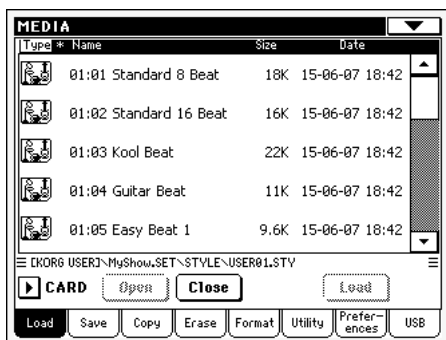 MEDIA
Type * Name Size Date
01:01 Standard 8 Beat 18K 15-06-07 18:42
01:02 Standard 16 Beat 16K 15-06-07 18:42
01:03 Kool Beat 22K 15-06-07 18:42
01:04 Guitar Beat 11K 15-06-07 18:42
01:05 Easy Beat 1 9.6K 15-06-07 18:42
[KORG USER]\MyShow.SET\STYLE\USER01.STY
CARD Open Close Load
Load Save Copy Erase Format Utility Prefer-ences USB